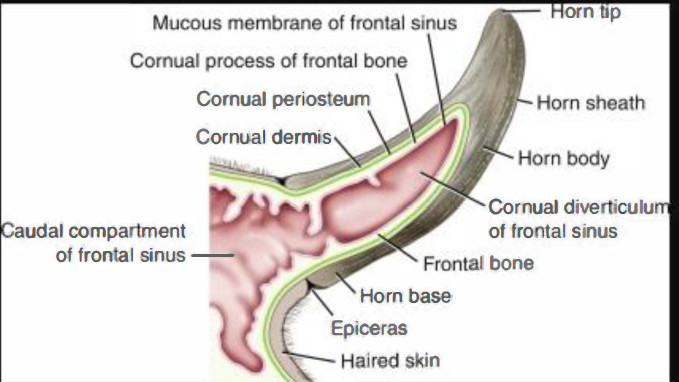 Horn tip
Mucous membrane of frontal sinus
Cornual process of frontal bone
Cornual periosteum
Horn sheath
Cornual dermis
Horn body
Cornual diverticulum
of frontal sinus
Caudal compartment
of frontal sinus
Frontal bone
Horn base
Epiceras
Haired skin